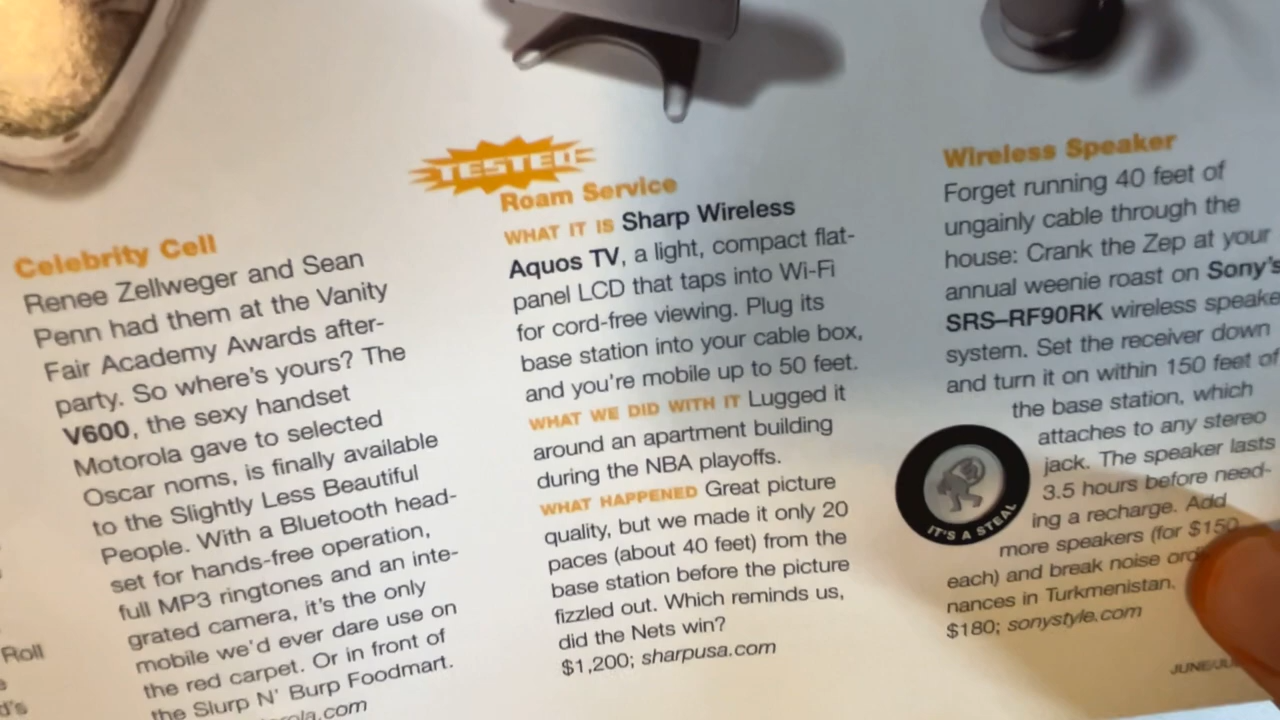 Roll
d's
Celebrity Cell
Renee Zellweger and Sean
Penn had them at the Vanity
Fair Academy Awards after-
party. So where's yours? The
V600, the sexy handset
Motorola gave to selected
Oscar noms, is finally available
to the Slightly Less Beautiful
People. With a Bluetooth head-
set for hands-free operation,
full MP3 ringtones and an inte-
grated camera, it's the only
mobile we'd ever dare use on
the red carpet. Or in front of
the Slurp N' Burp Foodmart.
rola.com
TESTED
Roam Service
WHAT IT IS Sharp Wireless
Aquos TV, a light, compact flat-
panel LCD that taps into Wi-Fi
for cord-free viewing. Plug its
base station into your cable box,
and you're mobile up to 50 feet.
WHAT WE DID WITH IT Lugged it
around an apartment building
during the NBA playoffs.
WHAT HAPPENED Great picture
quality, but we made it only 20
paces (about 40 feet) from the
base station before the picture
fizzled out. Which reminds us,
did the Nets win?
$1,200; sharpusa.com
Wireless Speaker
Forget running 40 feet of
ungainly cable through the
house: Crank the Zep at your
annual weenie roast on Sony's
SRS–RF90RK wireless speake
system. Set the receiver down
and turn it on within 150 feet of
the base station, which
attaches to any stereo
jack. The speaker lasts
3.5 hours before need-
ing a recharge. Add
more speakers (for $150
each) and break noise ord
nances in Turkmenistan.
$180; sonystyle.com
IT'S A STEAL
JUNE/JU